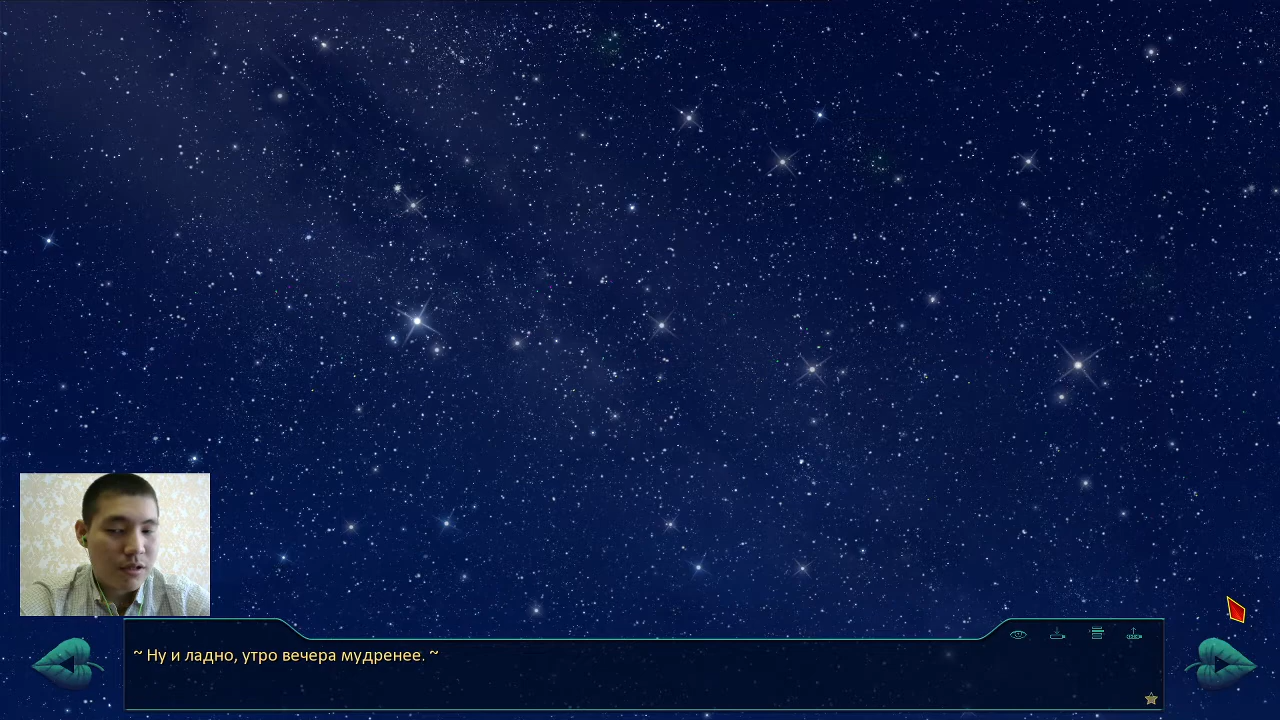 ~ Ну и ладно, утро вечера мудренее. ~